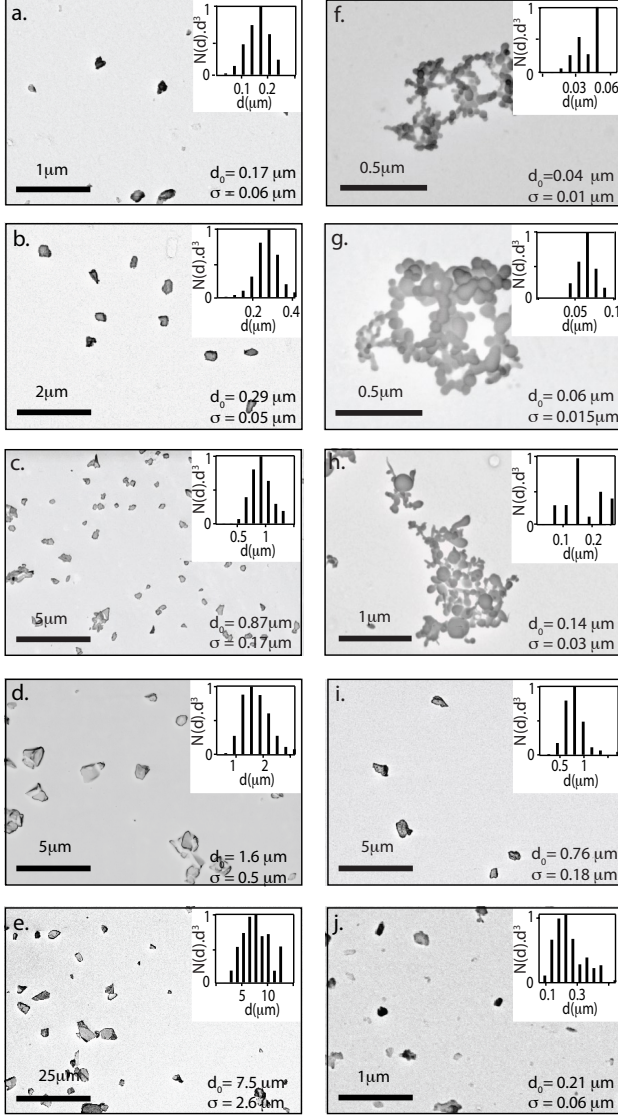 a.
N(d).d³
1
0
0.1 0.2
d(μm)
1μm
d₀= 0.17 μm
σ = 0.06 μm
b.
N(d).d³
1
0
0.2 0.4
d(μm)
2μm
d₀= 0.29 μm
σ = 0.05 μm
c.
N(d).d³
1
0
0.5 1
d(μm)
5μm
d₀= 0.87μm
σ = 0.17μm
d.
N(d).d³
1
0
1 2
d(μm)
5μm
d₀= 1.6 μm
σ = 0.5 μm
e.
N(d).d³
1
0
5 10
d(μm)
25μm
d₀= 7.5 μm
σ = 2.6 μm
f.
N(d).d³
1
0
0.03 0.06
d(μm)
0.5μm
d₀=0.04 μm
σ = 0.01 μm
g.
N(d).d³
1
0
0.05 0.1
d(μm)
0.5μm
d₀= 0.06 μm
σ = 0.015μm
h.
N(d).d³
1
0
0.1 0.2
d(μm)
1μm
d₀= 0.14 μm
σ = 0.03 μm
i.
N(d).d³
1
0
0.5 1
d(μm)
5μm
d₀= 0.76 μm
σ = 0.18 μm
j.
N(d).d³
1
0
0.1 0.3
d(μm)
1μm
d₀= 0.21 μm
σ = 0.06 μm